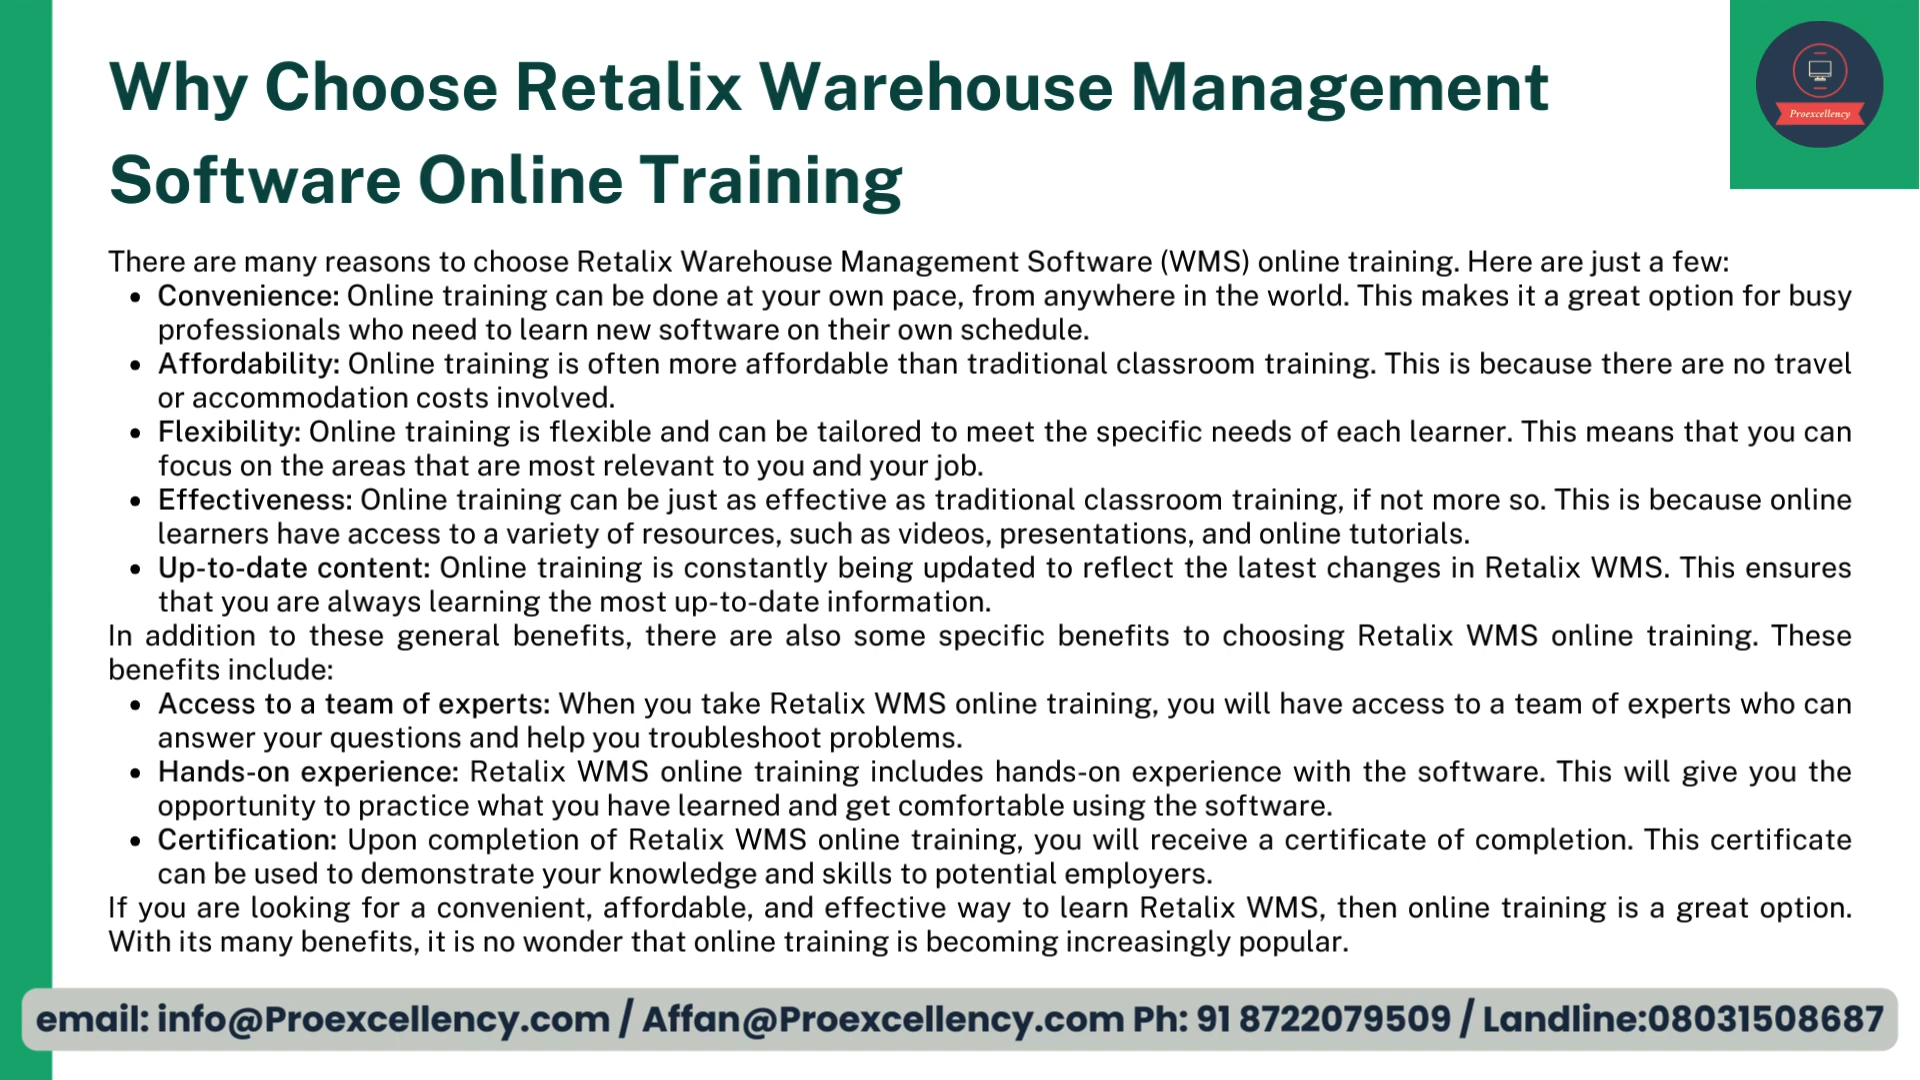 Why Choose Retalix Warehouse Management
Software Online Training
Proexcellency
There are many reasons to choose Retalix Warehouse Management Software (WMS) online training. Here are just a few:
• Convenience: Online training can be done at your own pace, from anywhere in the world. This makes it a great option for busy
professionals who need to learn new software on their own schedule.
• Affordability: Online training is often more affordable than traditional classroom training. This is because there are no travel
or accommodation costs involved.
• Flexibility: Online training is flexible and can be tailored to meet the specific needs of each learner. This means that you can
focus on the areas that are most relevant to you and your job.
• Effectiveness: Online training can be just as effective as traditional classroom training, if not more so. This is because online
learners have access to a variety of resources, such as videos, presentations, and online tutorials.
• Up-to-date content: Online training is constantly being updated to reflect the latest changes in Retalix WMS. This ensures
that you are always learning the most up-to-date information.
In addition to these general benefits, there are also some specific benefits to choosing Retalix WMS online training. These
benefits include:
• Access to a team of experts: When you take Retalix WMS online training, you will have access to a team of experts who can
answer your questions and help you troubleshoot problems.
• Hands-on experience: Retalix WMS online training includes hands-on experience with the software. This will give you the
opportunity to practice what you have learned and get comfortable using the software.
• Certification: Upon completion of Retalix WMS online training, you will receive a certificate of completion. This certificate
can be used to demonstrate your knowledge and skills to potential employers.
If you are looking for a convenient, affordable, and effective way to learn Retalix WMS, then online training is a great option.
With its many benefits, it is no wonder that online training is becoming increasingly popular.
email: info@Proexcellency.com / Affan@Proexcellency.com Ph: 91 8722079509 / Landline:08031508687